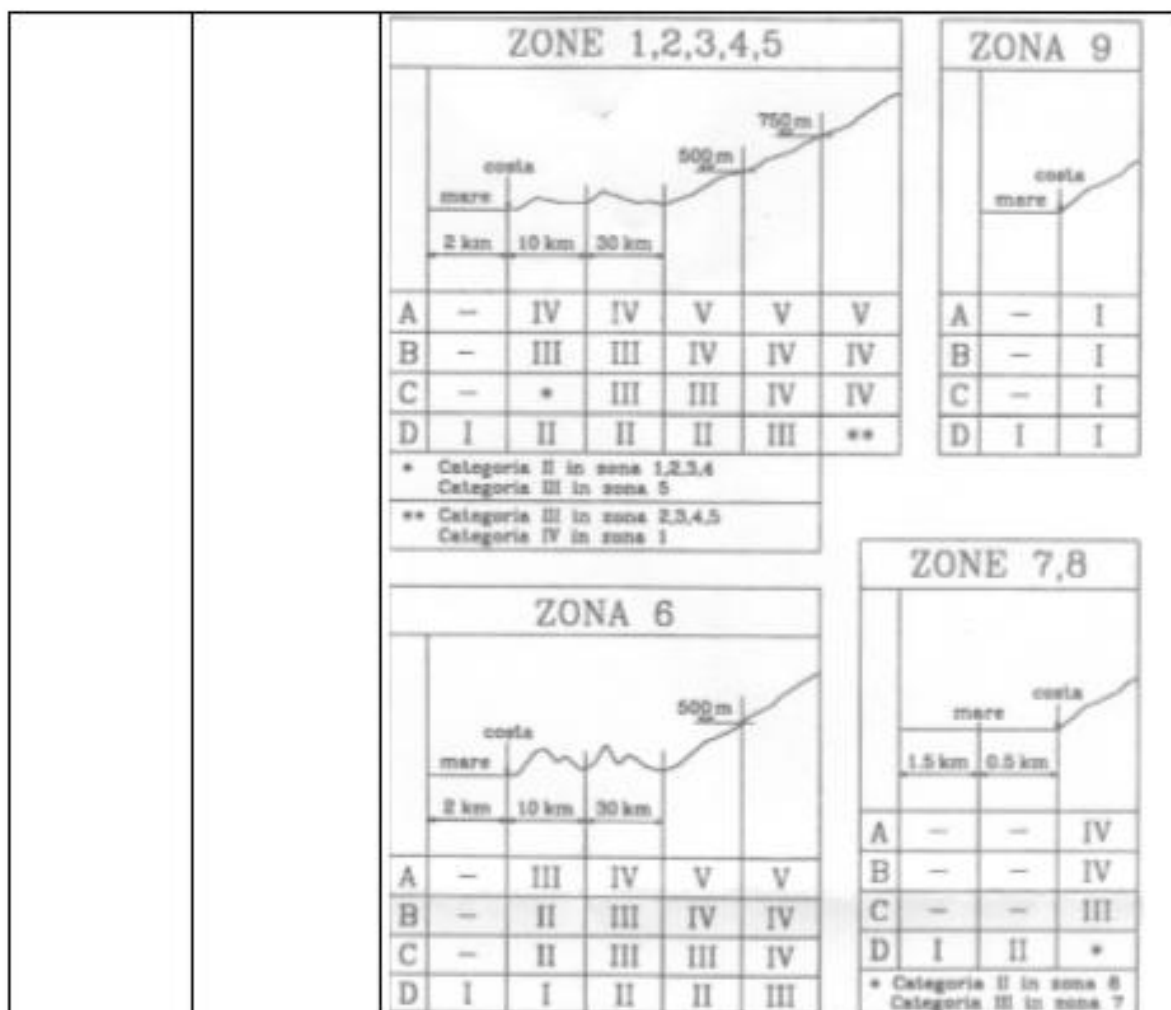 ZONE 1,2,3,4,5
750 m
500 m
costa
mare
2 km 10 km 30 km
A – IV IV V V V
B – III III IV IV IV
C – * III III IV IV
D I II II II III **
* Categoria II in zona 1,2,3,4
Categoria III in zona 5
** Categoria III in zona 2,3,4,5
Categoria IV in zona 1
ZONA 9
costa
mare
A – I
B – I
C – I
D I I
ZONA 6
500 m
costa
mare
2 km 10 km 30 km
A – III IV V V
B – II III IV IV
C – II III III IV
D I I II II III
ZONE 7,8
costa
mare
1.5 km 0.5 km
A – – IV
B – – IV
C – – III
D I II *
* Categoria II in zona 8
Categoria III in zona 7